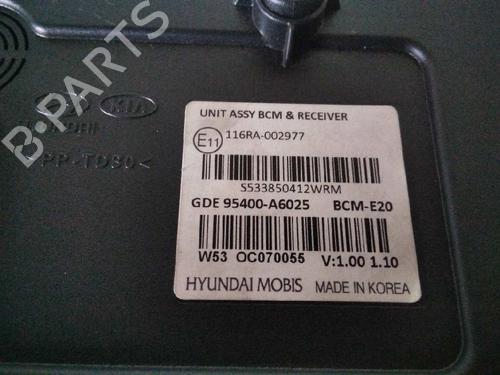 B-PARTS
KIA
>PP-TD30<
UNIT ASSY BCM & RECEIVER
E11 116RA-002977
S533850412WRM
GDE 95400-A6025 BCM-E20
W53 OC070055 V:1.00 1.10
HYUNDAI MOBIS MADE IN KOREA